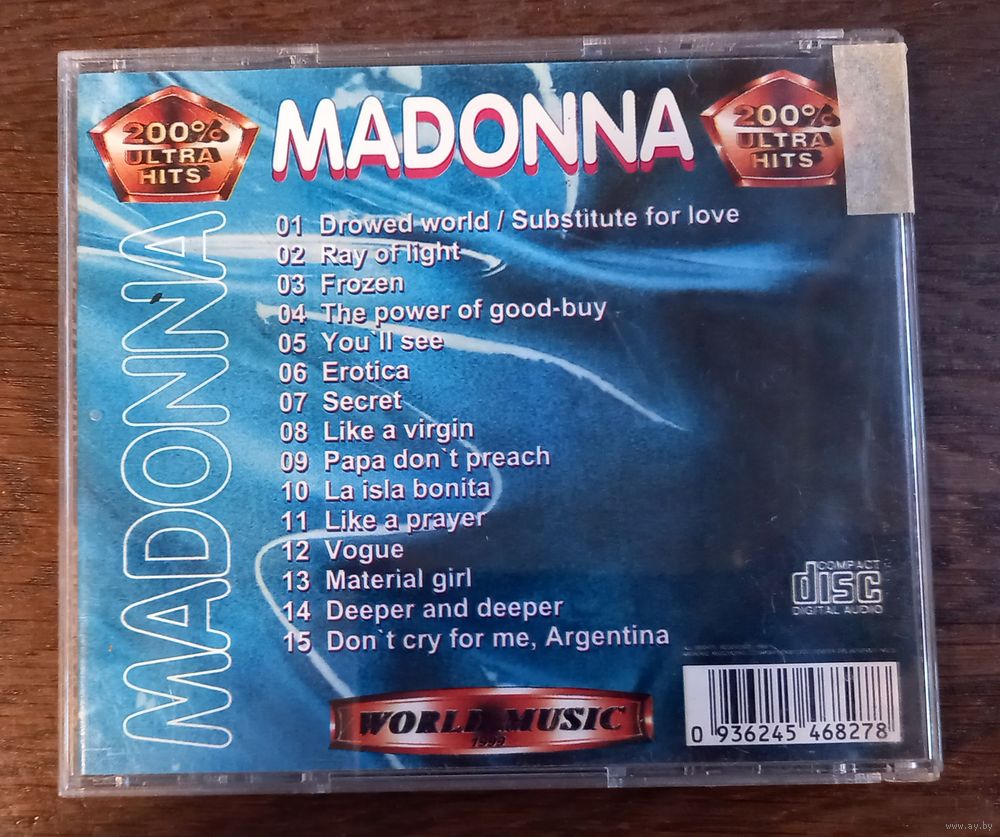 200%
ULTRA
HITS
MADONNA
200%
ULTRA
HITS
MADONNA
01 Drowed world / Substitute for love
02 Ray of light
03 Frozen
04 The power of good-buy
05 You`ll see
06 Erotica
07 Secret
08 Like a virgin
09 Papa don`t preach
10 La isla bonita
11 Like a prayer
12 Vogue
13 Material girl
14 Deeper and deeper
15 Don`t cry for me, Argentina
COMPACT
disc
DIGITAL AUDIO
WORLD MUSIC
1999
0 936245 468278
www.ay.by